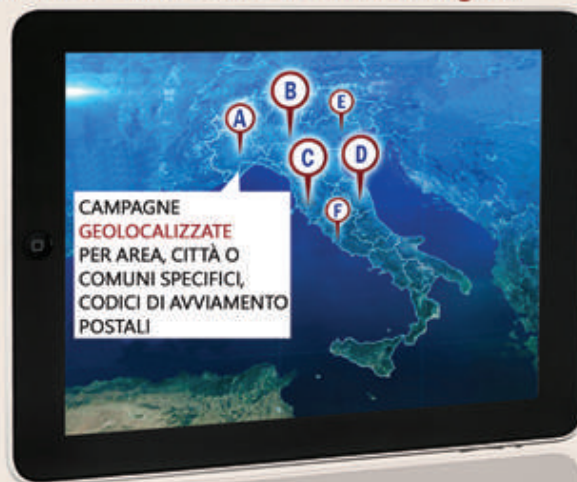 A
B
E
C
D
F
CAMPAGNE
GEOLOCALIZZATE
PER AREA, CITTÀ O
COMUNI SPECIFICI,
CODICI DI AVVIAMENTO
POSTALI